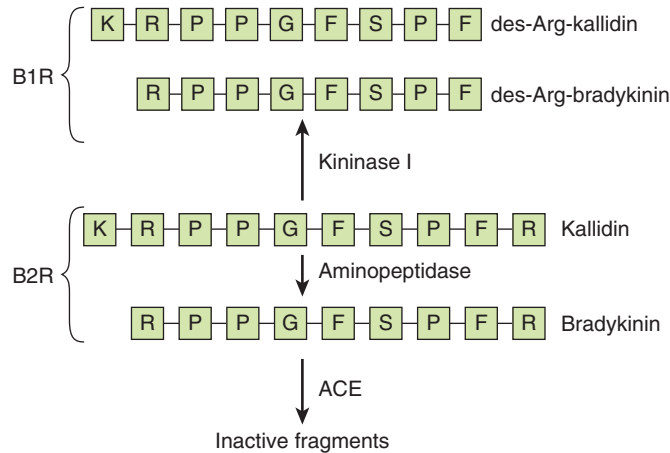 K R P P G F S P F des-Arg-kallidin
B1R
R P P G F S P F des-Arg-bradykinin
Kininase I
K R P P G F S P F R Kallidin
B2R
Aminopeptidase
R P P G F S P F R Bradykinin
ACE
Inactive fragments